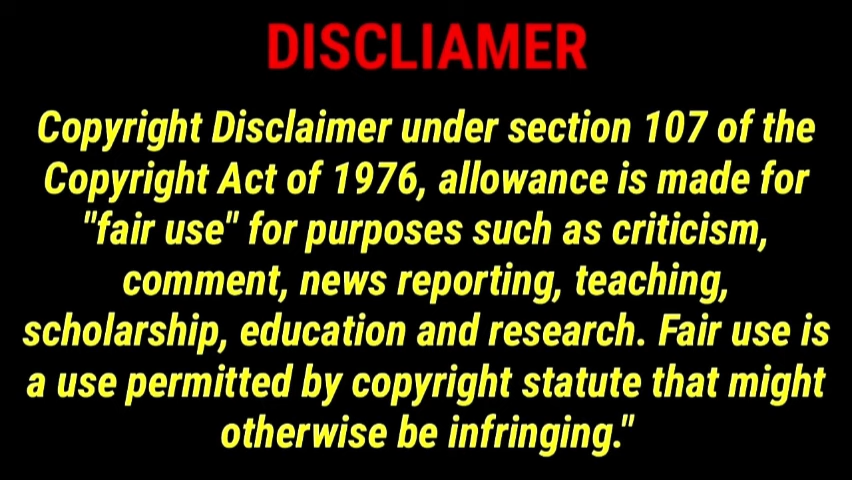 DISCLIAMER
Copyright Disclaimer under section 107 of the
Copyright Act of 1976, allowance is made for
"fair use" for purposes such as criticism,
comment, news reporting, teaching,
scholarship, education and research. Fair use is
a use permitted by copyright statute that might
otherwise be infringing."